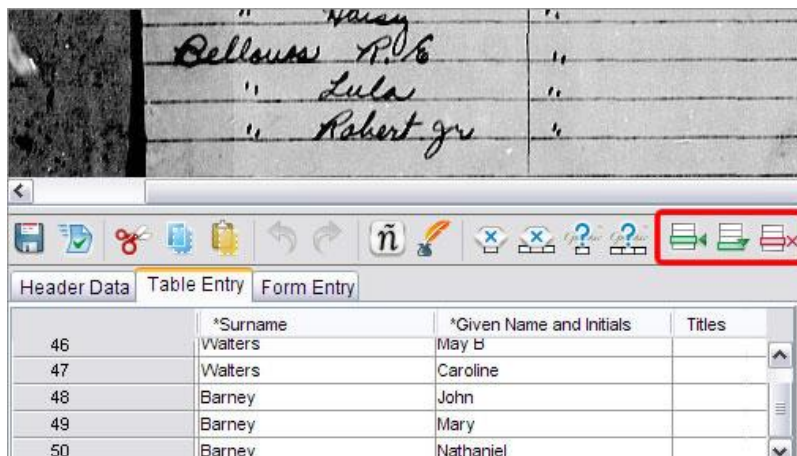 " Daisy "
Bellows R. E "
" Lula "
" Robert Jr "
ñ
Header Data Table Entry Form Entry
*Surname *Given Name and Initials Titles
46 Walters May B
47 Walters Caroline
48 Barney John
49 Barney Mary
50 Barney Nathaniel